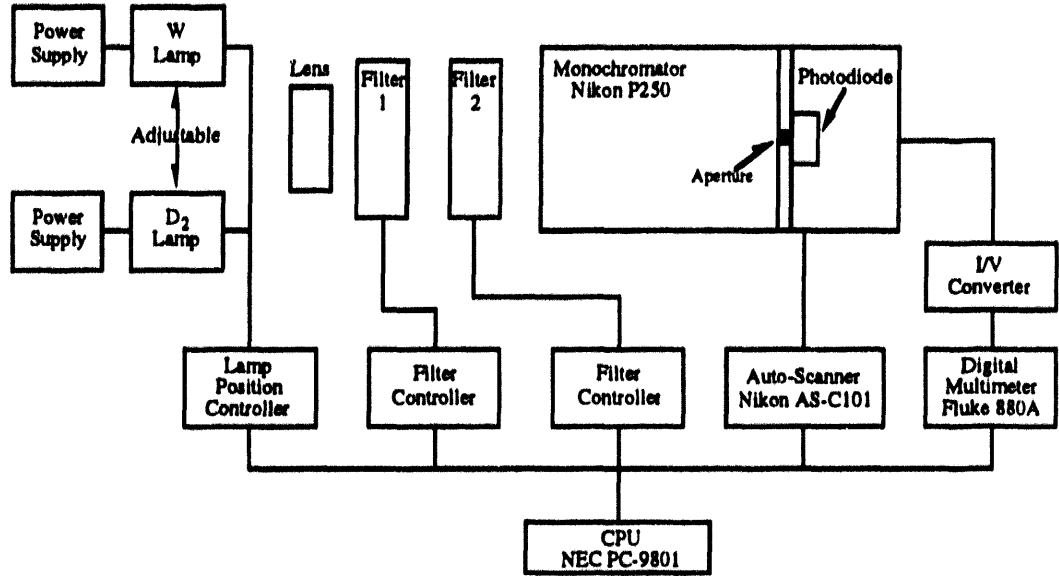 Power
Supply
W
Lamp
Adjustable
Power
Supply
D2
Lamp
Lens
Filter
1
Filter
2
Monochromator
Nikon P250
Photodiode
Aperture
I/V
Converter
Lamp
Position
Controller
Filter
Controller
Filter
Controller
Auto-Scanner
Nikon AS-C101
Digital
Multimeter
Fluke 880A
CPU
NEC PC-9801